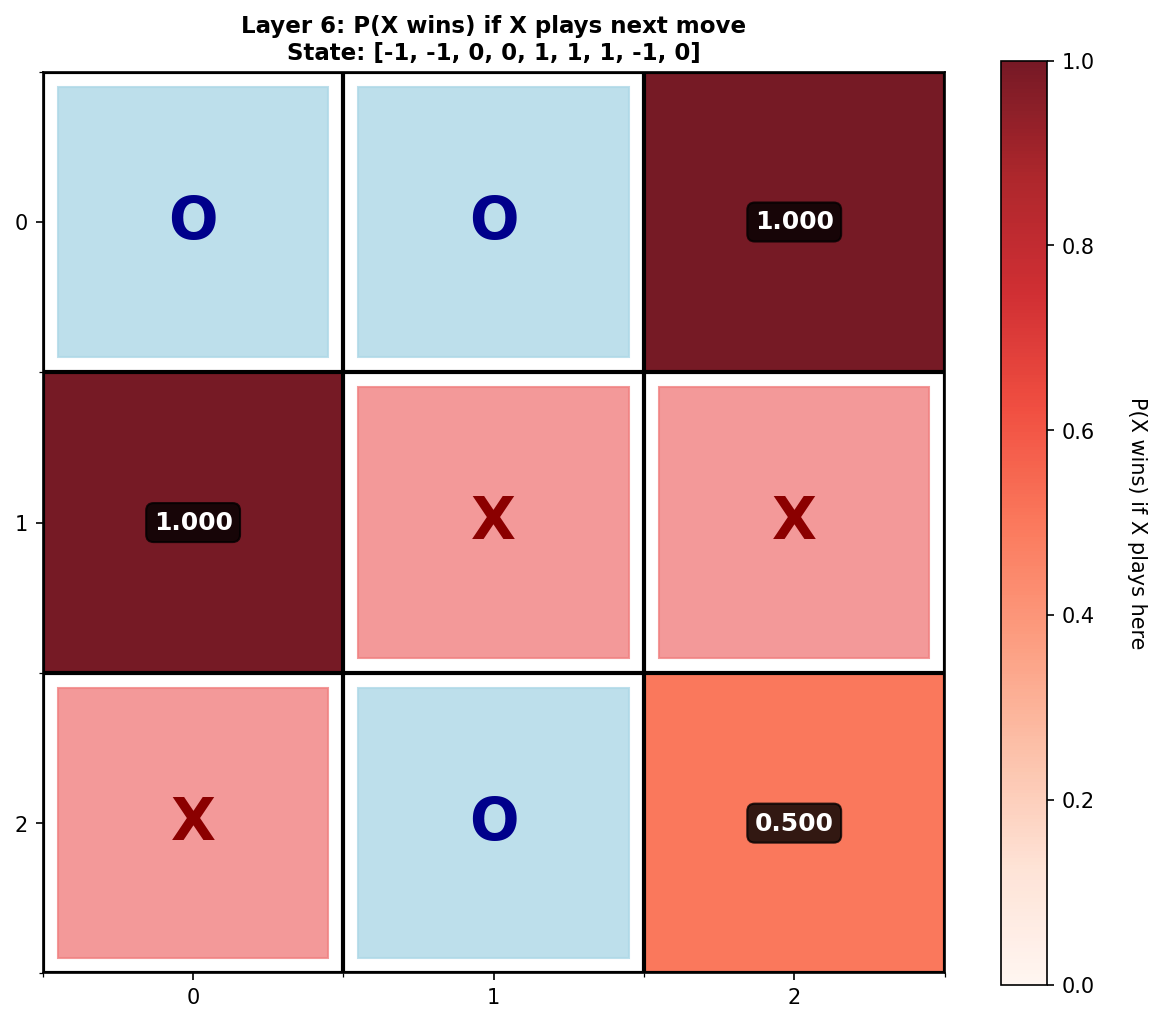 Layer 6: P(X wins) if X plays next move
State: [-1, -1, 0, 0, 1, 1, 1, -1, 0]
0
O
O
1.000
1
1.000
X
X
2
X
O
0.500
0
1
2
1.0
0.8
0.6
0.4
0.2
0.0
P(X wins) if X plays here